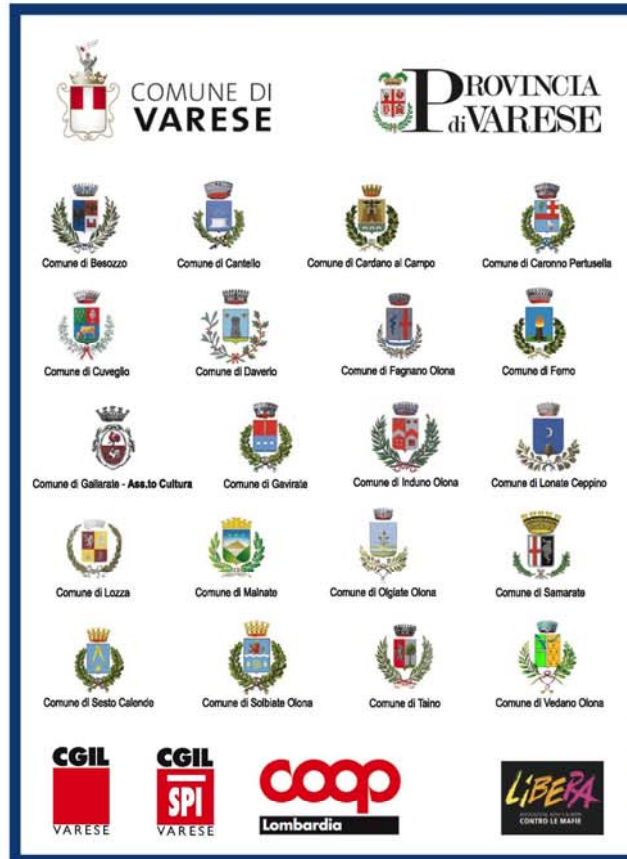 COMUNE DI
VARESE
PROVINCIA
di VARESE
Comune di Besozzo
Comune di Cantello
Comune di Cardano al Campo
Comune di Caronno Pertusella
Comune di Cuveglio
Comune di Daverio
Comune di Fagnano Olona
Comune di Ferno
Comune di Gallarate - Ass.to Cultura
Comune di Gavirate
Comune di Induno Olona
Comune di Lonate Ceppino
Comune di Lozza
Comune di Malnate
Comune di Olgiate Olona
Comune di Samarate
Comune di Sesto Calende
Comune di Solbiate Olona
Comune di Taino
Comune di Vedano Olona
CGIL
VARESE
CGIL
SPI
VARESE
coop
Lombardia
LiBERA
ASSOCIAZIONI, NOMI E NUMERI
CONTRO LE MAFIE